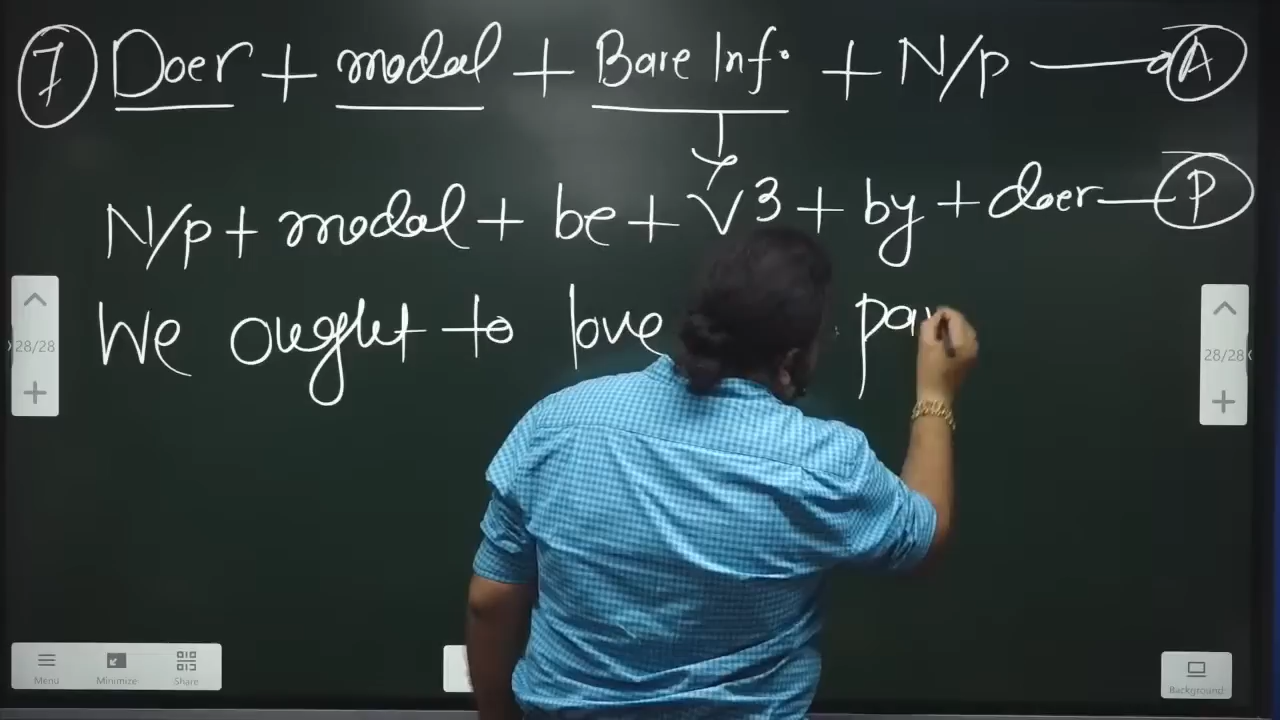 7 Doer + modal + Bare Inf. + N/p → A
N/p + modal + be + V3 + by + doer — P
We ought to love pa
28/28
28/28
Menu Minimize Share
Background